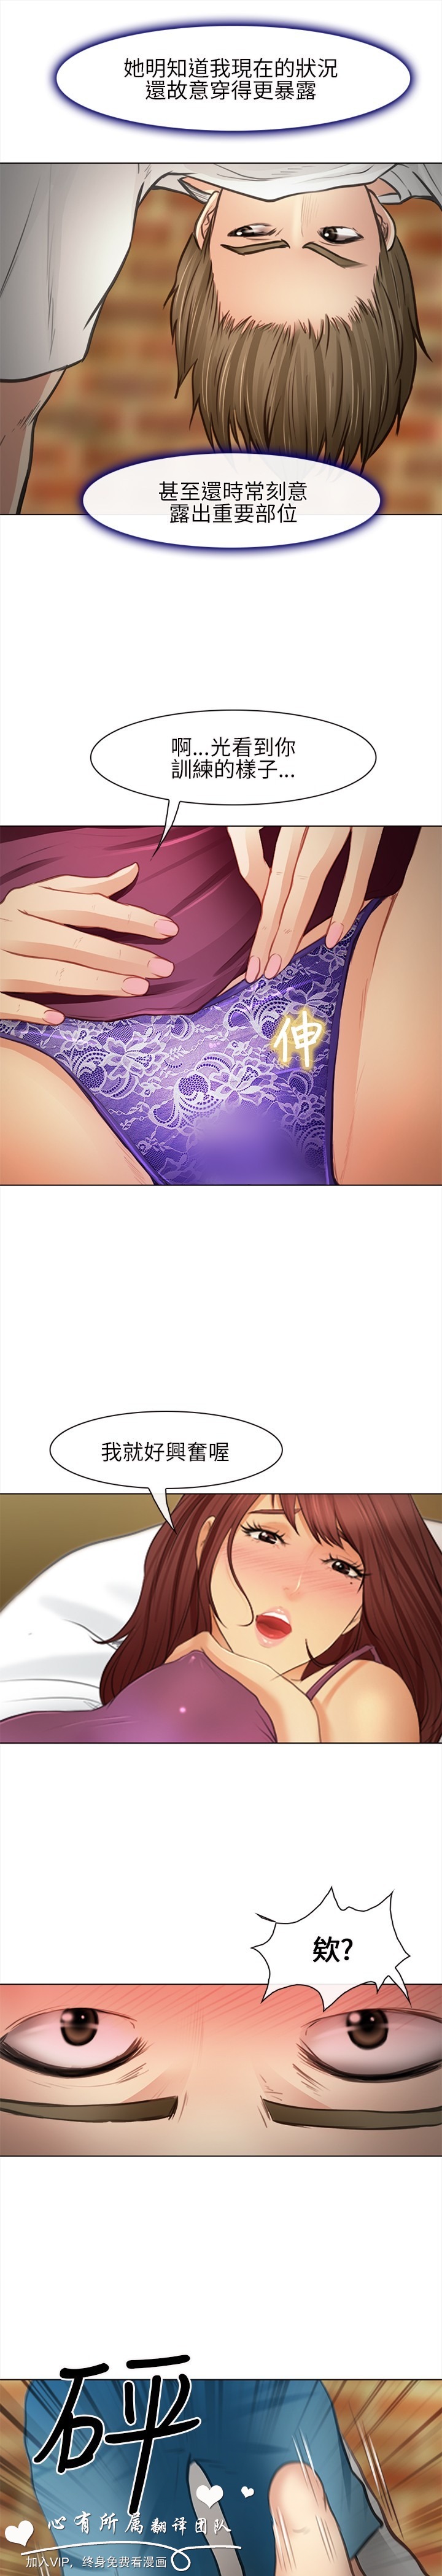 她明知道我現在的狀況
還故意穿得更暴露
甚至還時常刻意
露出重要部位
啊...光看到你
訓練的樣子...
伸
我就好興奮喔
欸?
砰
心有所属翻译团队
加入VIP，终身免费看漫画